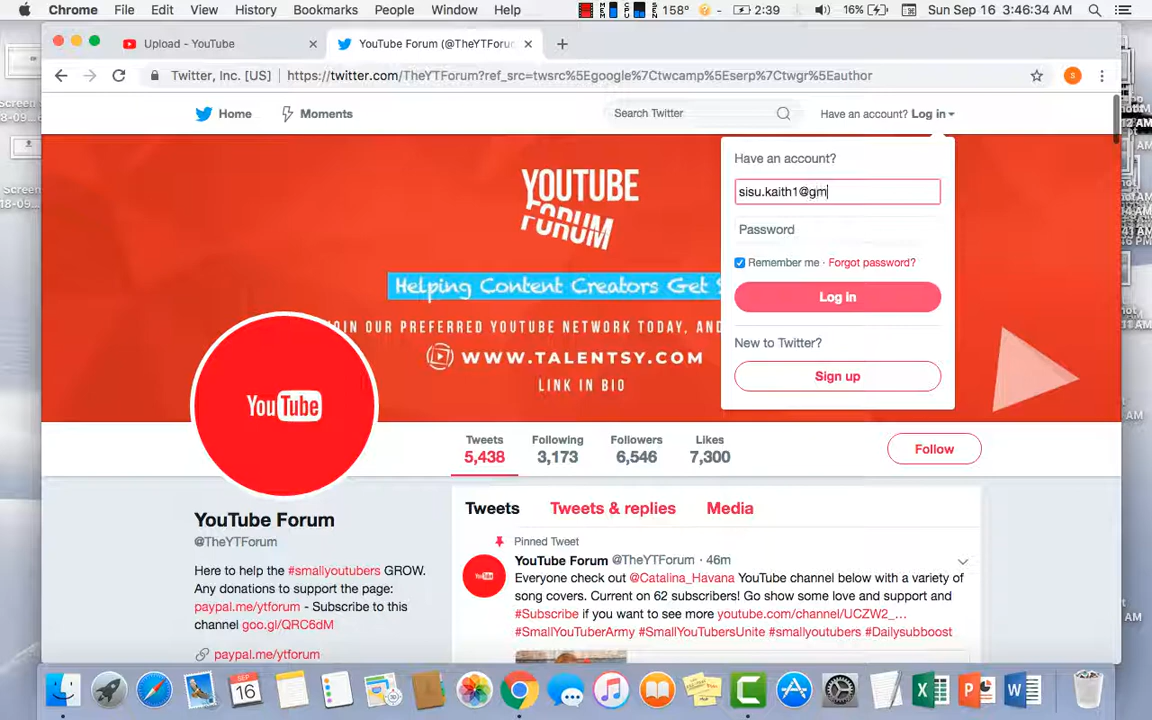 Chrome File Edit View History Bookmarks People Window Help 158° 2:39 16% Sun Sep 16 3:46:34 AM
Upload - YouTube
YouTube Forum (@TheYTForu
Twitter, Inc. [US] https://twitter.com/TheYTForum?ref_src=twsrc%5Egoogle%7Ctwcamp%5Eserp%7Ctwgr%5Eauthor
Home Moments Search Twitter Have an account? Log in
Have an account?
sisu.kaith1@gm
Password
Remember me · Forgot password?
Log in
New to Twitter?
Sign up
YOUTUBE
FORUM
Helping Content Creators Get
JOIN OUR PREFERRED YOUTUBE NETWORK TODAY, AND
WWW.TALENTSY.COM
LINK IN BIO
YouTube
Tweets Following Followers Likes
5,438 3,173 6,546 7,300
Follow
YouTube Forum
@TheYTForum
Here to help the #smallyoutubers GROW.
Any donations to support the page:
paypal.me/ytforum - Subscribe to this
channel goo.gl/QRC6dM
paypal.me/ytforum
Tweets Tweets & replies Media
Pinned Tweet
YouTube Forum @TheYTForum · 46m
Everyone check out @Catalina_Havana YouTube channel below with a variety of
song covers. Current on 62 subscribers! Go show some love and support and
#Subscribe if you want to see more youtube.com/channel/UCZW2_…
#SmallYouTuberArmy #SmallYouTubersUnite #smallyoutubers #Dailysubboost
SEP
16